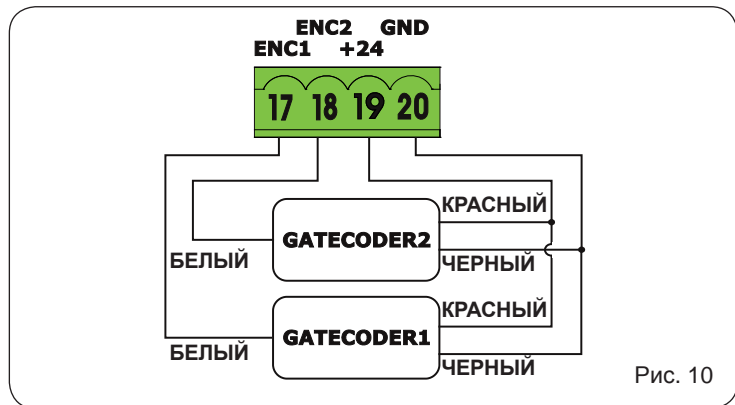 ENC2 GND
ENC1 +24
17 18 19 20
КРАСНЫЙ
GATECODER2
БЕЛЫЙ
ЧЕРНЫЙ
КРАСНЫЙ
GATECODER1
БЕЛЫЙ
ЧЕРНЫЙ
Рис. 10